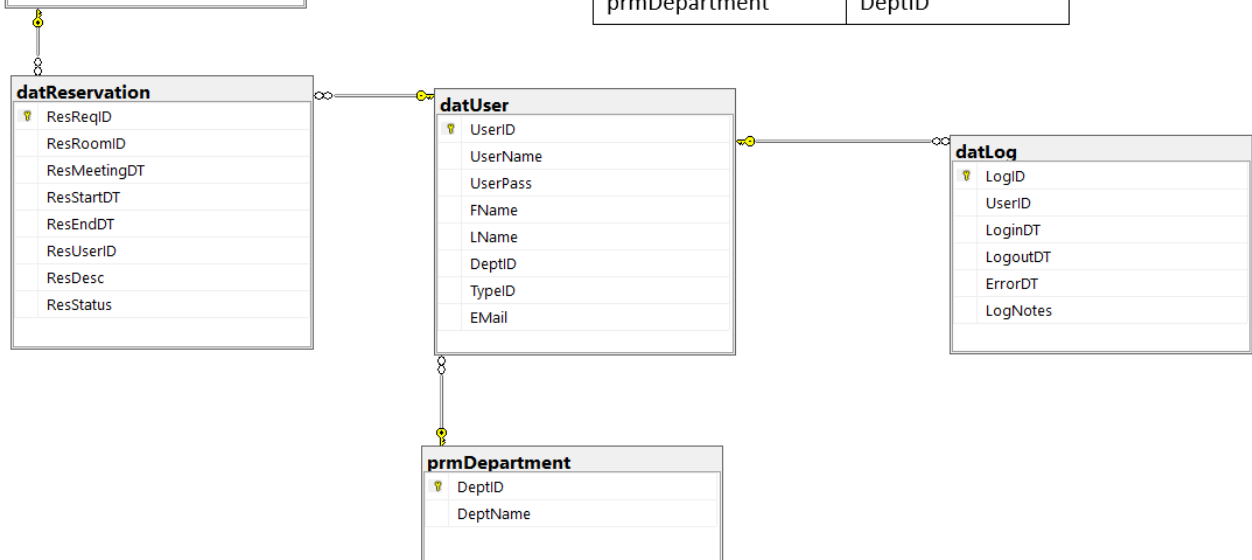 prmDepartment DeptID
datReservation
ResReqID
ResRoomID
ResMeetingDT
ResStartDT
ResEndDT
ResUserID
ResDesc
ResStatus
datUser
UserID
UserName
UserPass
FName
LName
DeptID
TypeID
EMail
datLog
LogID
UserID
LoginDT
LogoutDT
ErrorDT
LogNotes
prmDepartment
DeptID
DeptName